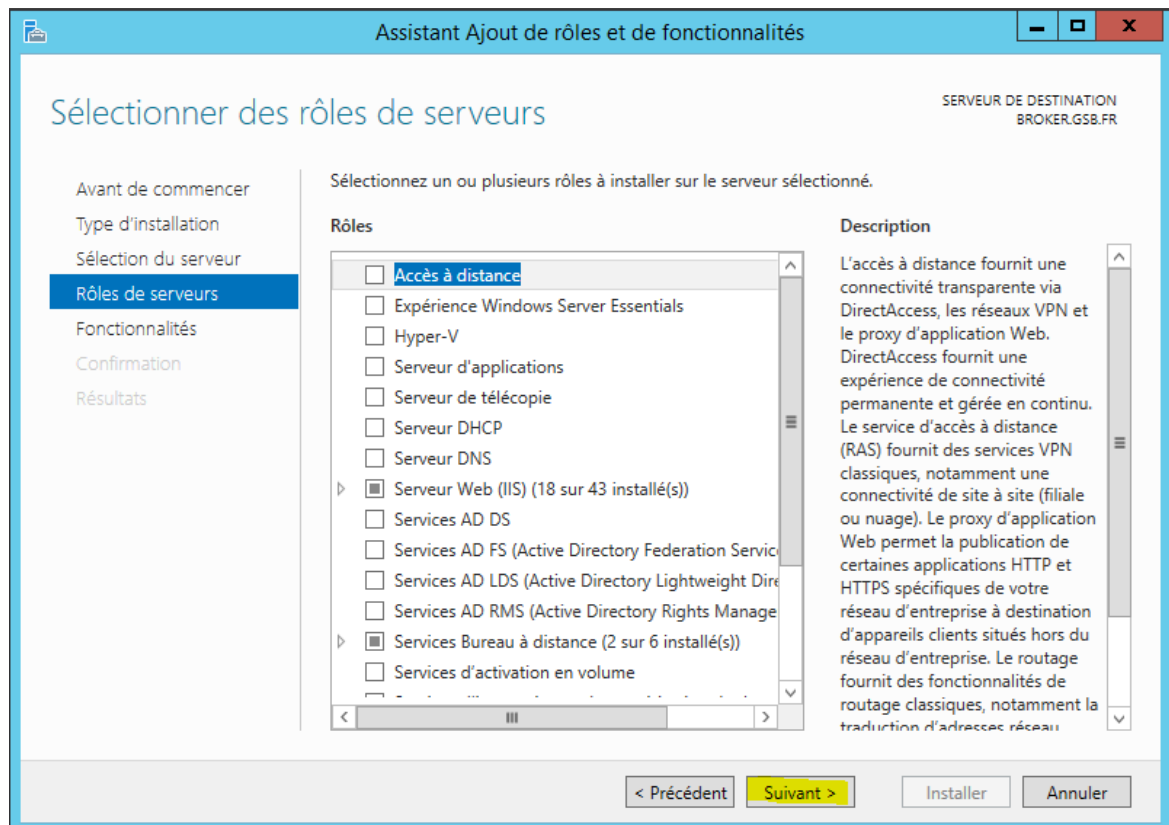 Assistant Ajout de rôles et de fonctionnalités
Sélectionner des rôles de serveurs
SERVEUR DE DESTINATION
BROKER.GSB.FR
Avant de commencer
Type d'installation
Sélection du serveur
Rôles de serveurs
Fonctionnalités
Confirmation
Résultats
Sélectionnez un ou plusieurs rôles à installer sur le serveur sélectionné.
Rôles
Accès à distance
Expérience Windows Server Essentials
Hyper-V
Serveur d'applications
Serveur de télécopie
Serveur DHCP
Serveur DNS
Serveur Web (IIS) (18 sur 43 installé(s))
Services AD DS
Services AD FS (Active Directory Federation Servic
Services AD LDS (Active Directory Lightweight Dire
Services AD RMS (Active Directory Rights Manage
Services Bureau à distance (2 sur 6 installé(s))
Services d'activation en volume
Description
L'accès à distance fournit une
connectivité transparente via
DirectAccess, les réseaux VPN et
le proxy d'application Web.
DirectAccess fournit une
expérience de connectivité
permanente et gérée en continu.
Le service d'accès à distance
(RAS) fournit des services VPN
classiques, notamment une
connectivité de site à site (filiale
ou nuage). Le proxy d'application
Web permet la publication de
certaines applications HTTP et
HTTPS spécifiques de votre
réseau d'entreprise à destination
d'appareils clients situés hors du
réseau d'entreprise. Le routage
fournit des fonctionnalités de
routage classiques, notamment la
traduction d'adresses réseau
< Précédent
Suivant >
Installer
Annuler